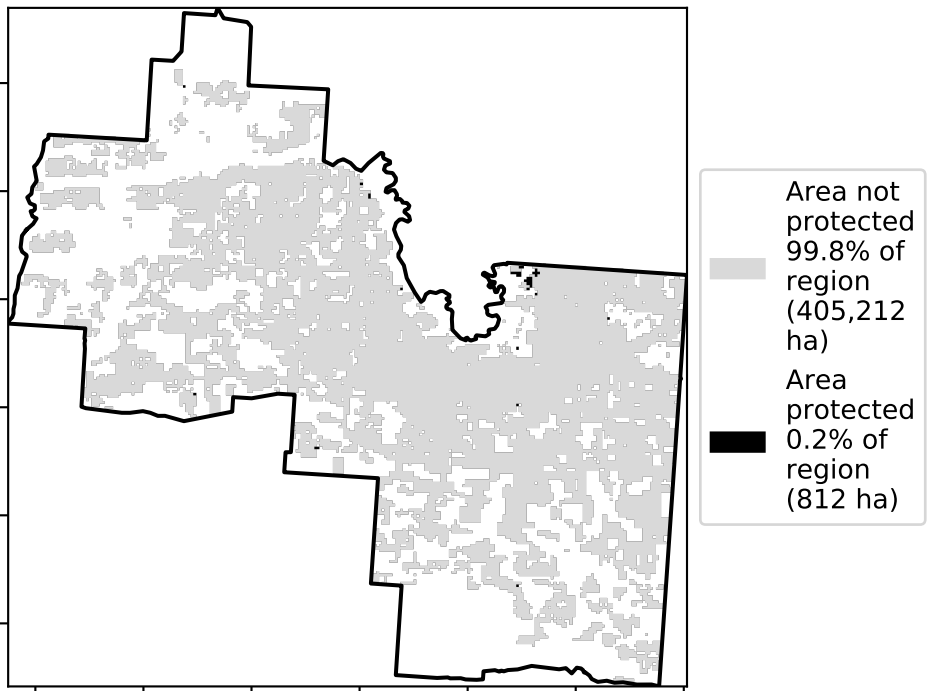 Area not
protected
99.8% of
region
(405,212
ha)
Area
protected
0.2% of
region
(812 ha)